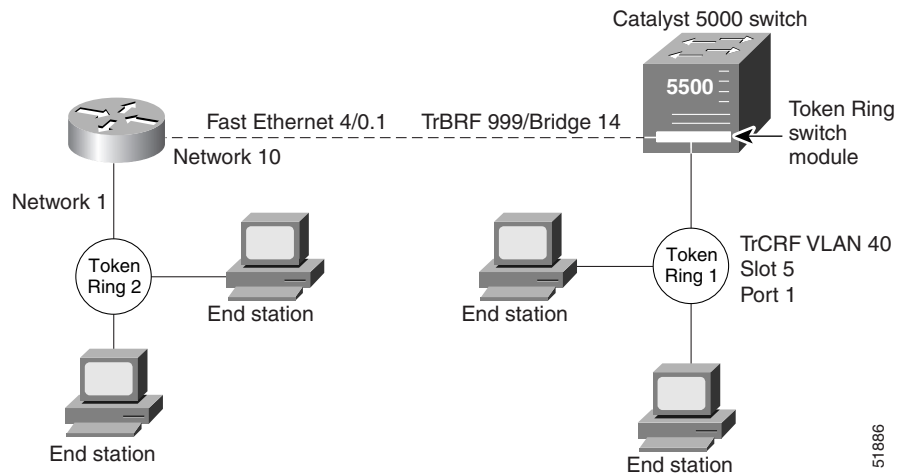 Catalyst 5000 switch
5500
Fast Ethernet 4/0.1
TrBRF 999/Bridge 14
Token Ring
switch
module
Network 10
Network 1
Token
Ring 2
End station
End station
End station
Token
Ring 1
TrCRF VLAN 40
Slot 5
Port 1
End station
51886